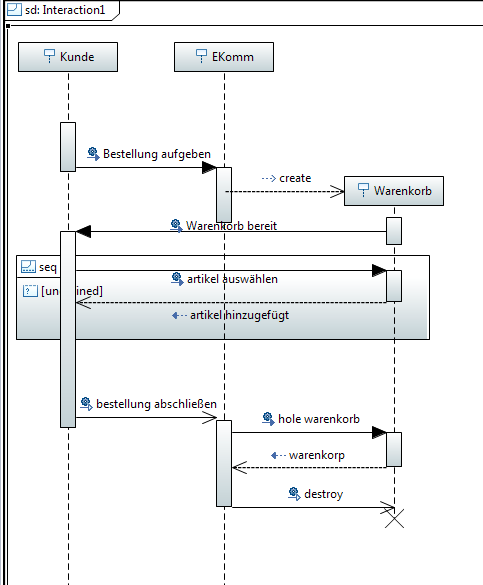 sd: Interaction1
Kunde
EKomm
Bestellung aufgeben
create
Warenkorb
Warenkorb bereit
seq
artikel auswählen
artikel hinzugefügt
bestellung abschließen
hole warenkorb
warenkorp
destroy